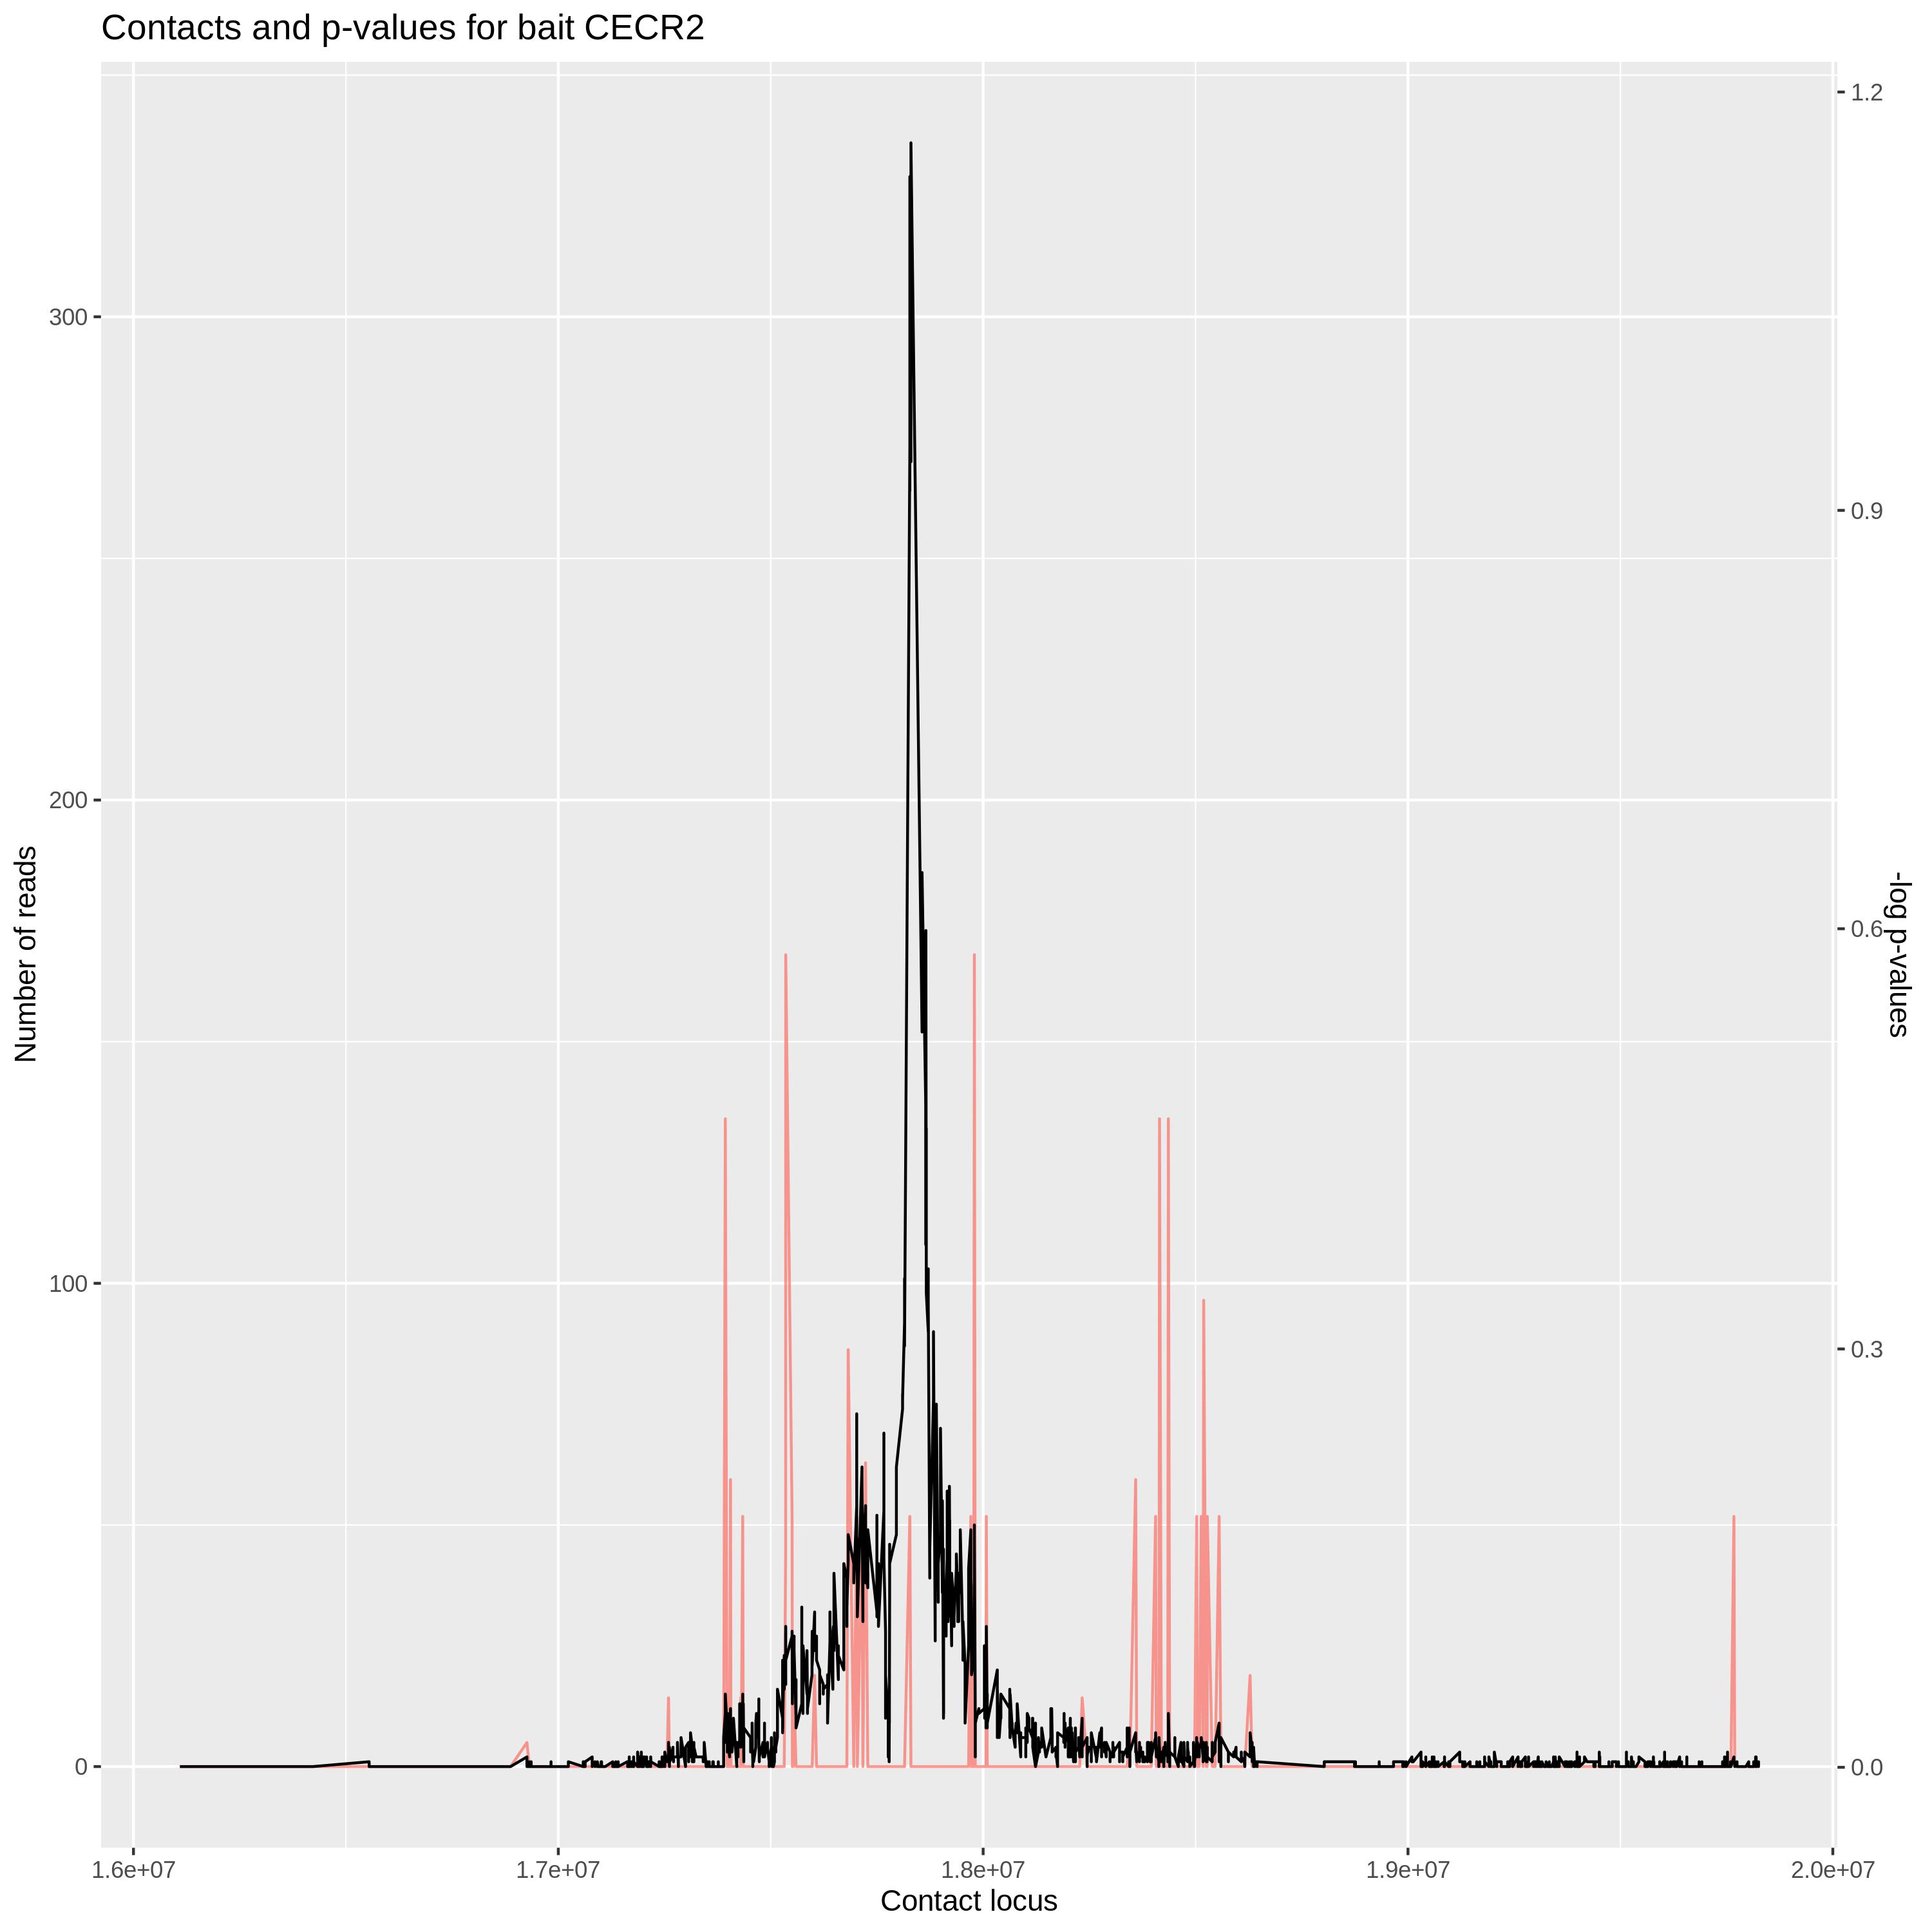 Contacts and p-values for bait CECR2
Number of reads
300
200
100
0
1.2
0.9
0.6
0.3
0.0
-log p-values
1.6e+07 1.7e+07 1.8e+07 1.9e+07 2.0e+07
Contact locus